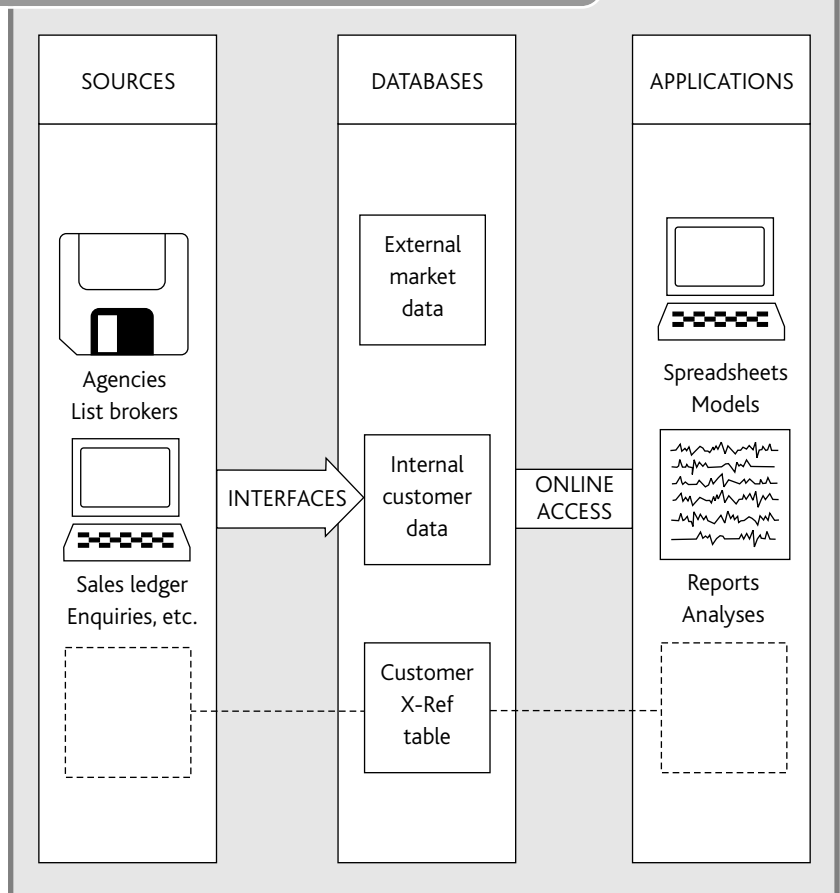 SOURCES
DATABASES
APPLICATIONS
Agencies
List brokers
Sales ledger
Enquiries, etc.
INTERFACES
External
market
data
Internal
customer
data
Customer
X-Ref
table
ONLINE
ACCESS
Spreadsheets
Models
Reports
Analyses